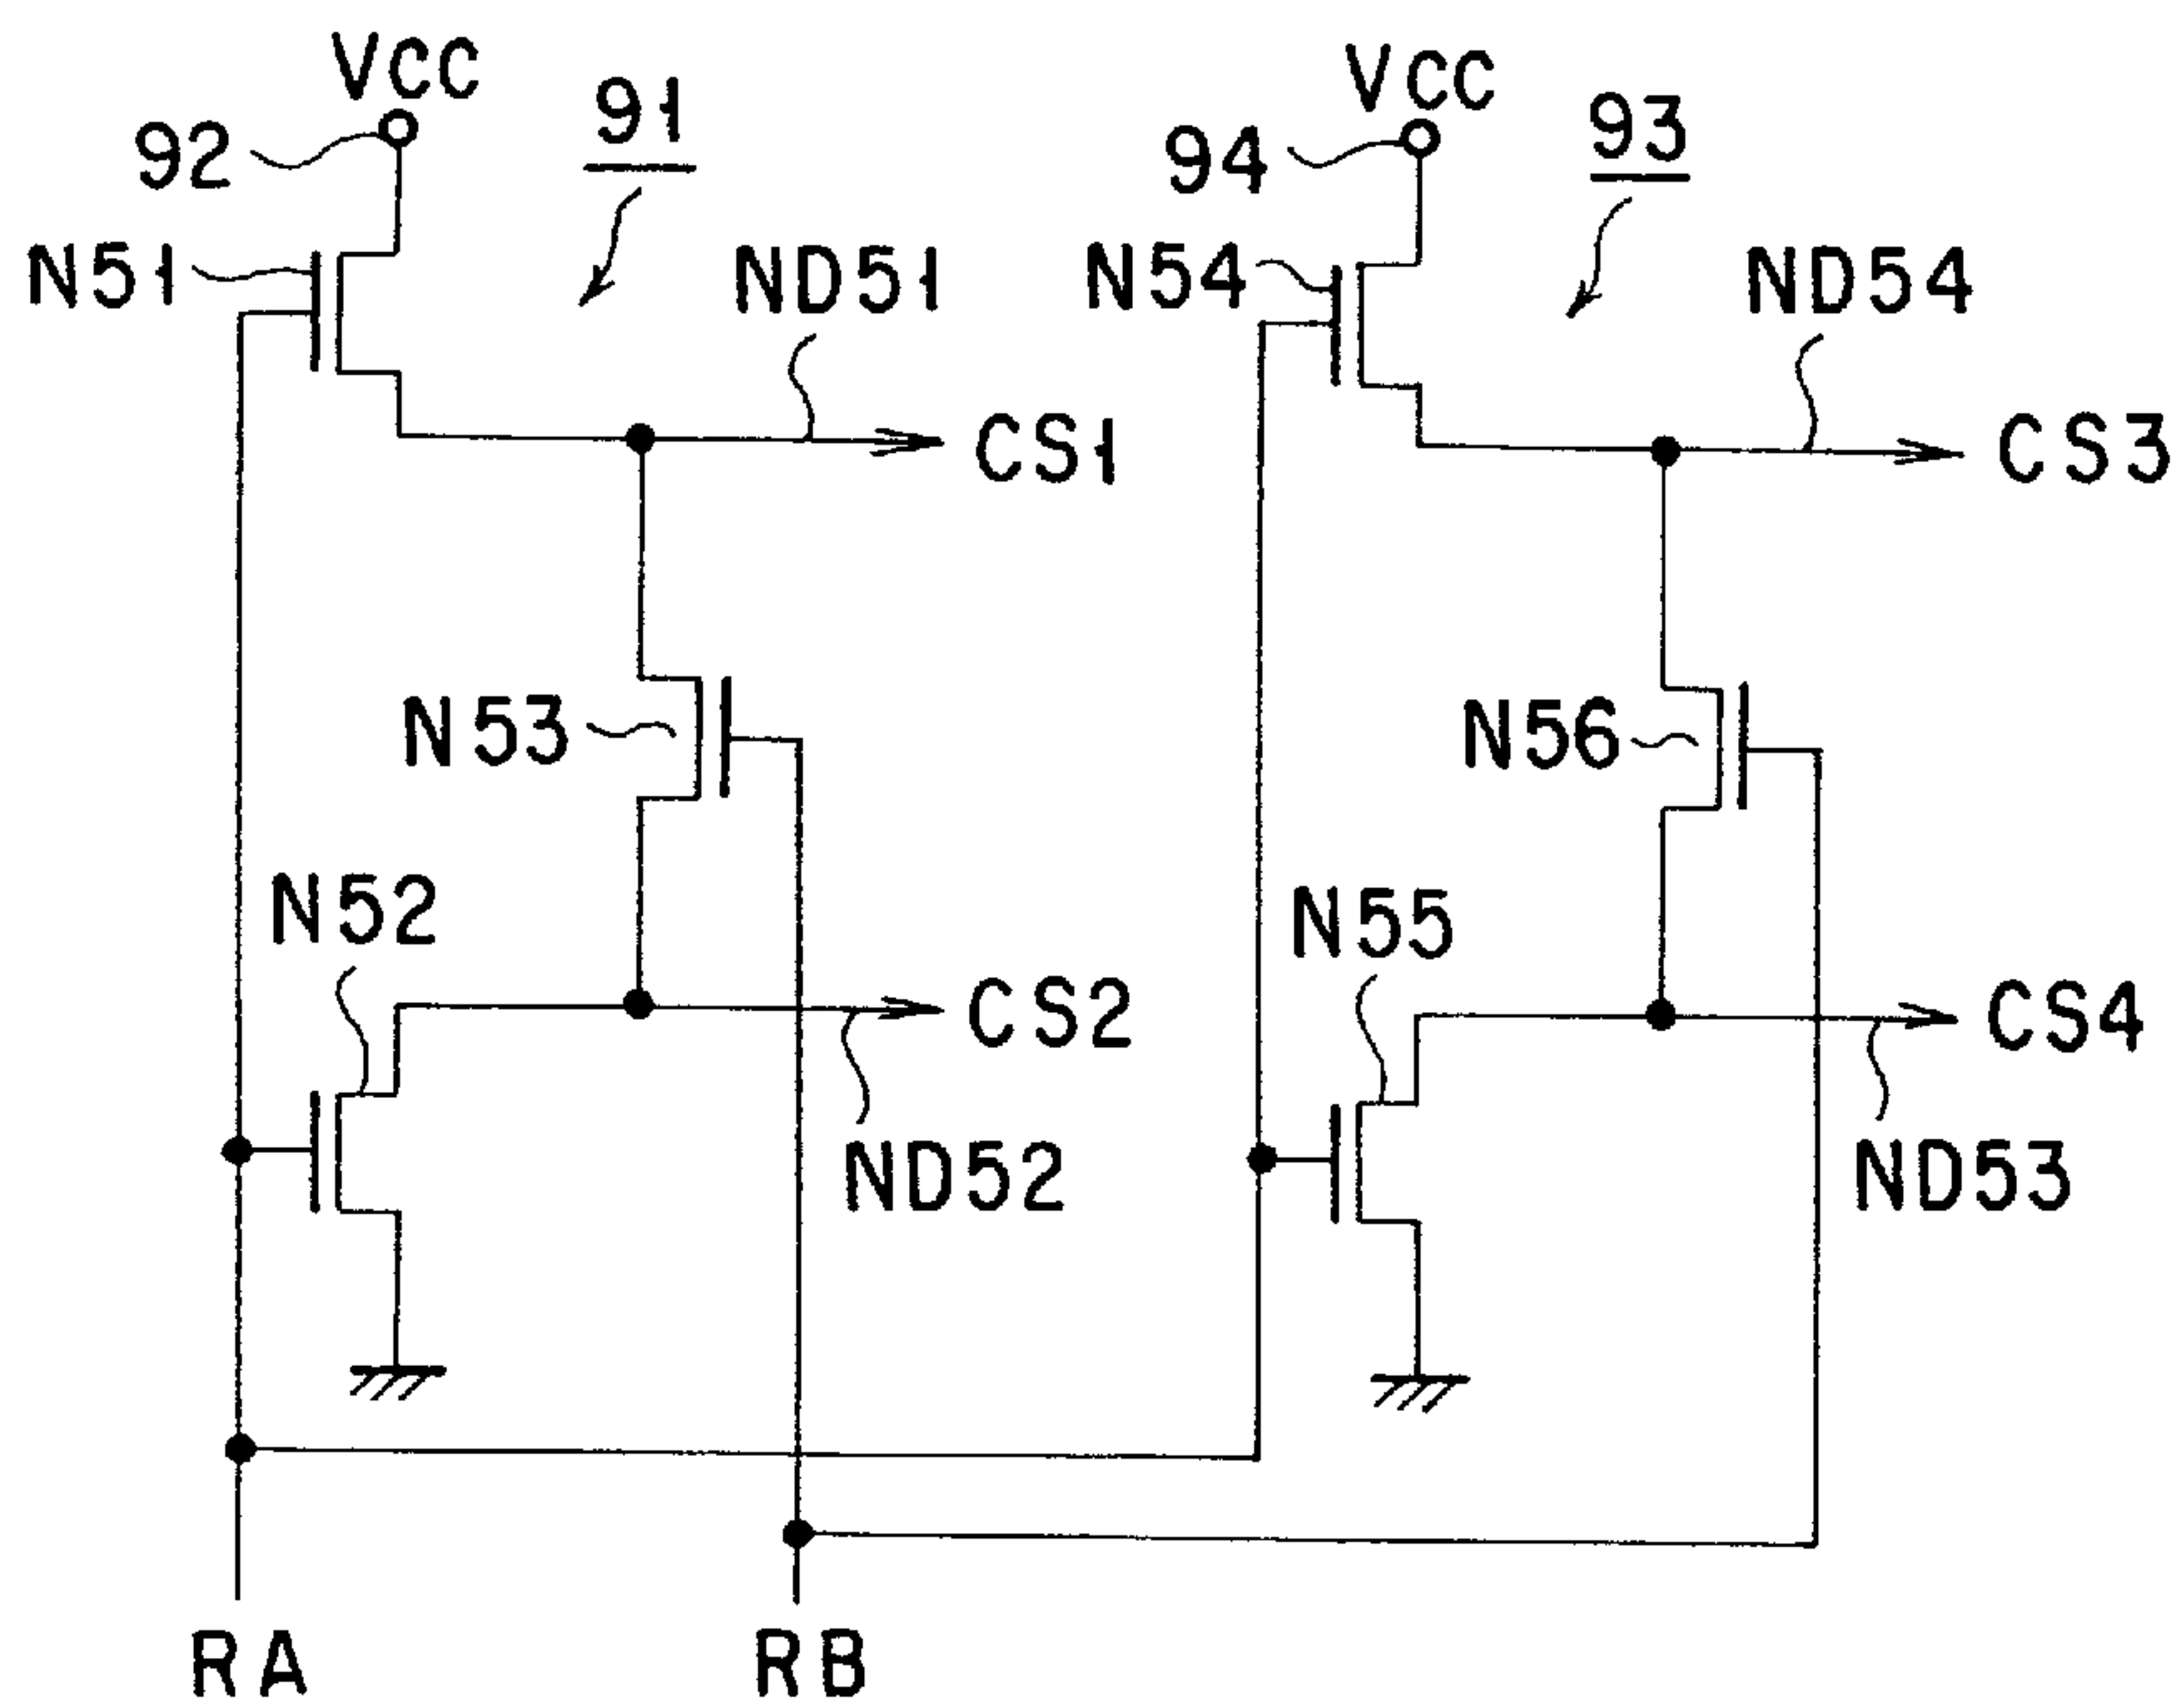 VCC
VCC
91
93
92
94
N51
ND51
N54
ND54
CS1
CS3
N53
N56
N52
N55
CS2
CS4
ND52
ND53
RA
RB